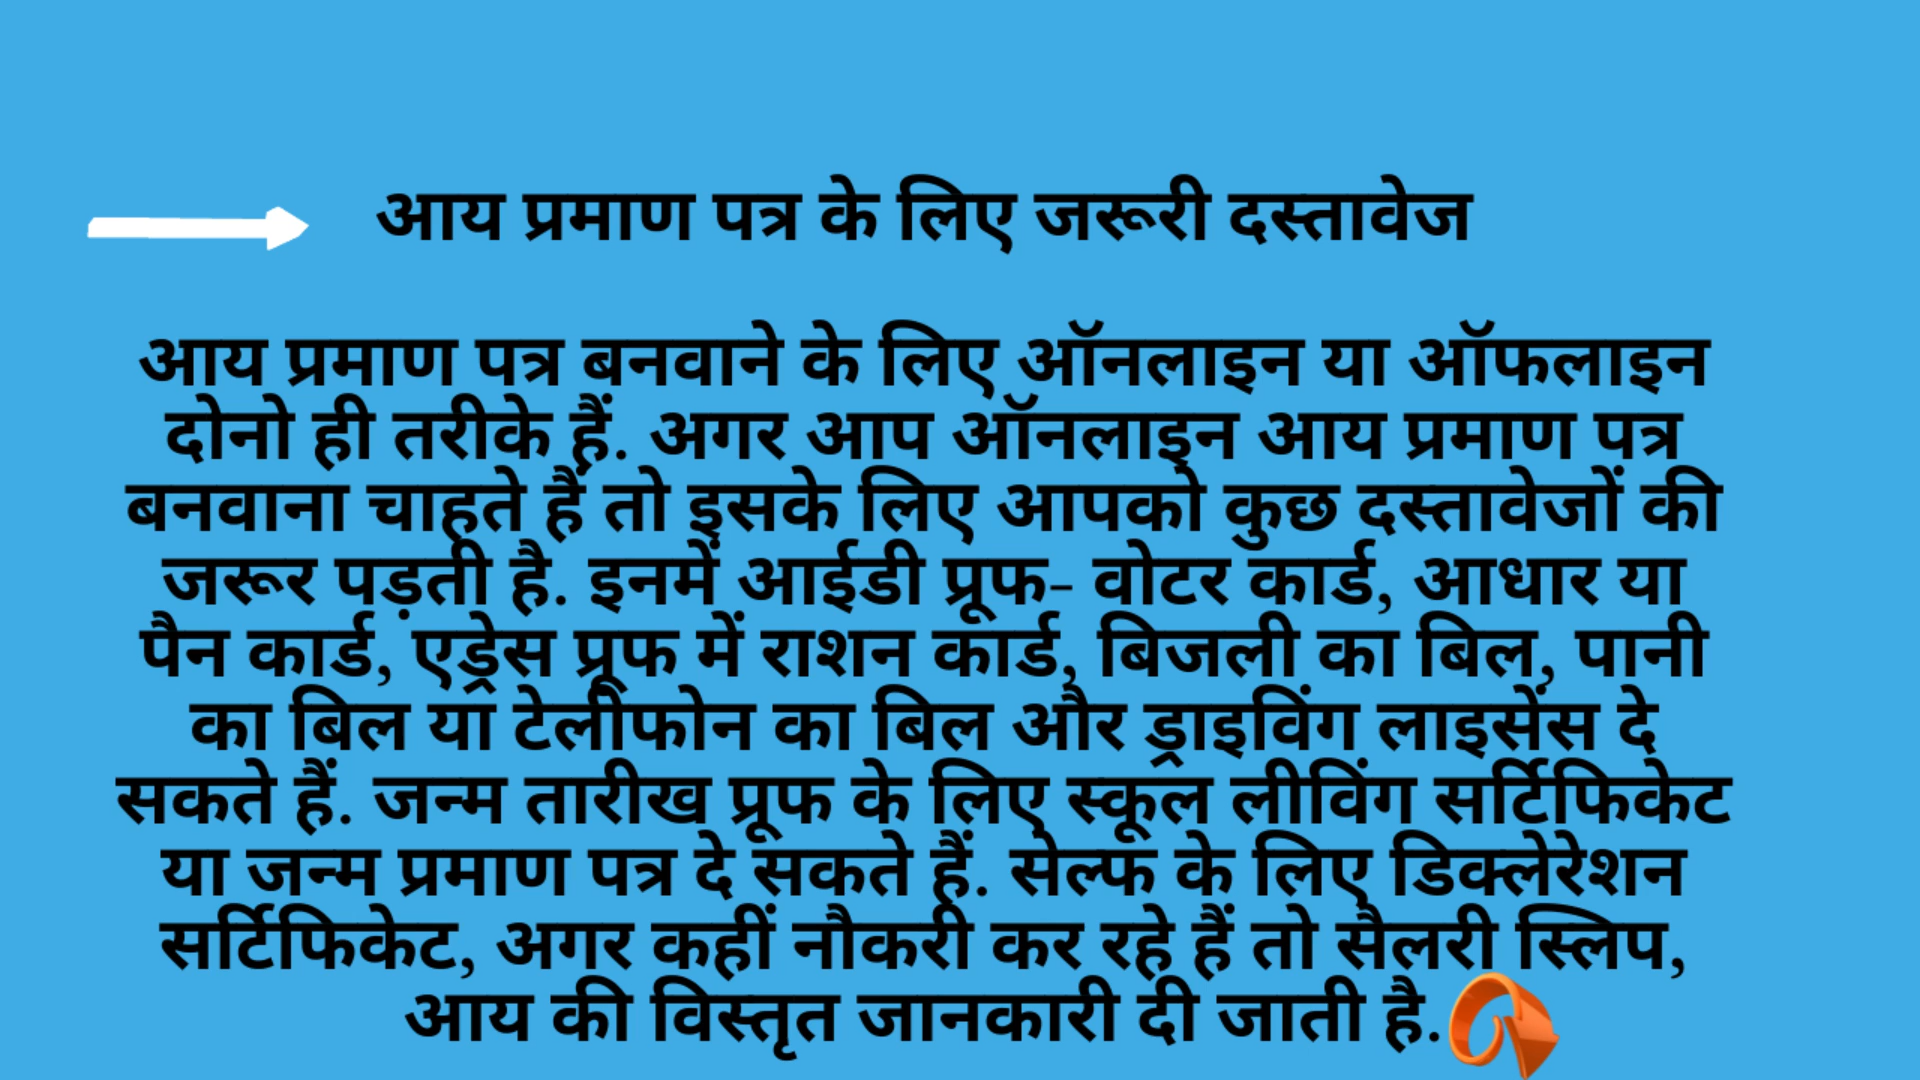 आय प्रमाण पत्र के लिए जरूरी दस्तावेज
आय प्रमाण पत्र बनवाने के लिए ऑनलाइन या ऑफलाइन
दोनो ही तरीके हैं. अगर आप ऑनलाइन आय प्रमाण पत्र
बनवाना चाहते हैं तो इसके लिए आपको कुछ दस्तावेजों की
जरूर पड़ती है. इनमें आईडी प्रूफ- वोटर कार्ड, आधार या
पैन कार्ड, एड्रेस प्रूफ में राशन कार्ड, बिजली का बिल, पानी
का बिल या टेलीफोन का बिल और ड्राइविंग लाइसेंस दे
सकते हैं. जन्म तारीख प्रूफ के लिए स्कूल लीविंग सर्टिफिकेट
या जन्म प्रमाण पत्र दे सकते हैं. सेल्फ के लिए डिक्लेरेशन
सर्टिफिकेट, अगर कहीं नौकरी कर रहे हैं तो सैलरी स्लिप,
आय की विस्तृत जानकारी दी जाती है.